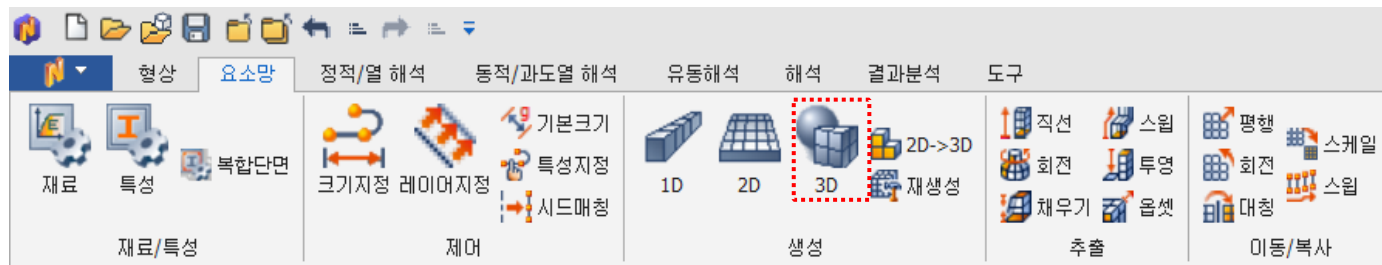 형상 요소망 정적/열 해석 동적/과도열 해석 유동해석 해석 결과분석 도구
재료 특성 복합단면
재료/특성
크기지정 레이어지정 기본크기
특성지정
시드매칭
제어
1D 2D 3D 2D->3D
재생성
생성
직선 스윕
회전 투영
채우기 옵셋
추출
평행 스케일
회전 스윕
대칭
이동/복사